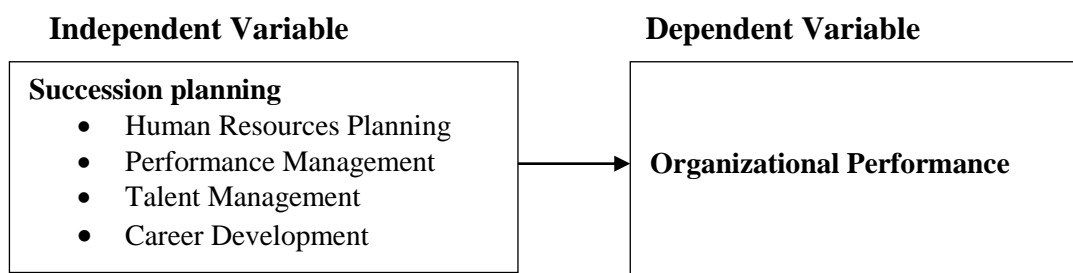 Independent Variable
Dependent Variable
Succession planning
• Human Resources Planning
• Performance Management
• Talent Management
• Career Development
Organizational Performance